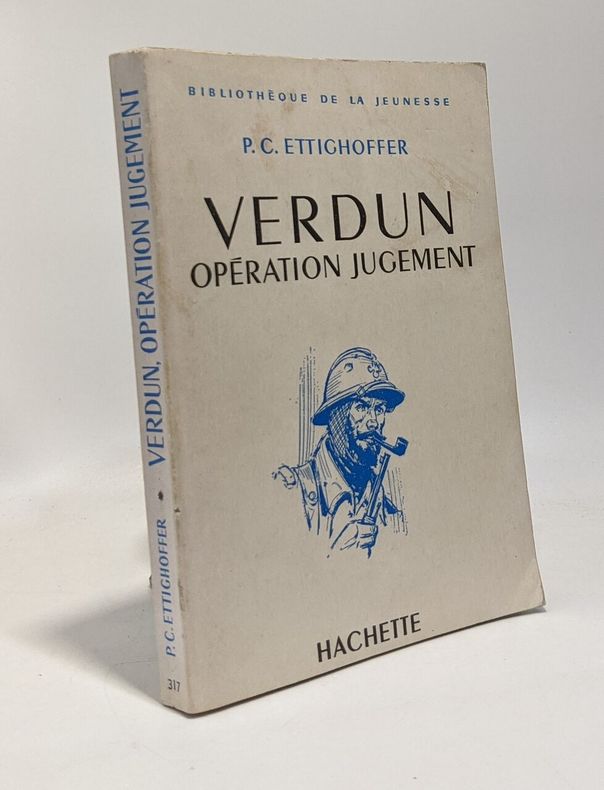 BIBLIOTHÈQUE DE LA JEUNESSE
P. C. ETTIGHOFFER
VERDUN
OPÉRATION JUGEMENT
HACHETTE
P. C. ETTIGHOFFER • VERDUN, OPÉRATION JUGEMENT
317